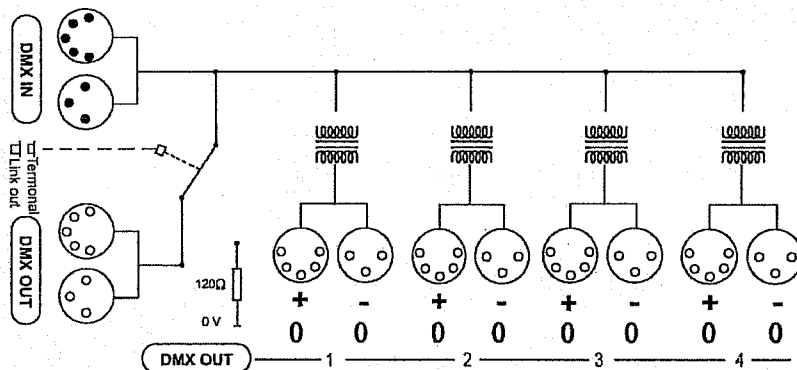 DMX IN
Termonal
Link out
DMX OUT
120Ω
0 V
+ - + - + - + -
0 0 0 0 0 0 0 0
DMX OUT 1 2 3 4